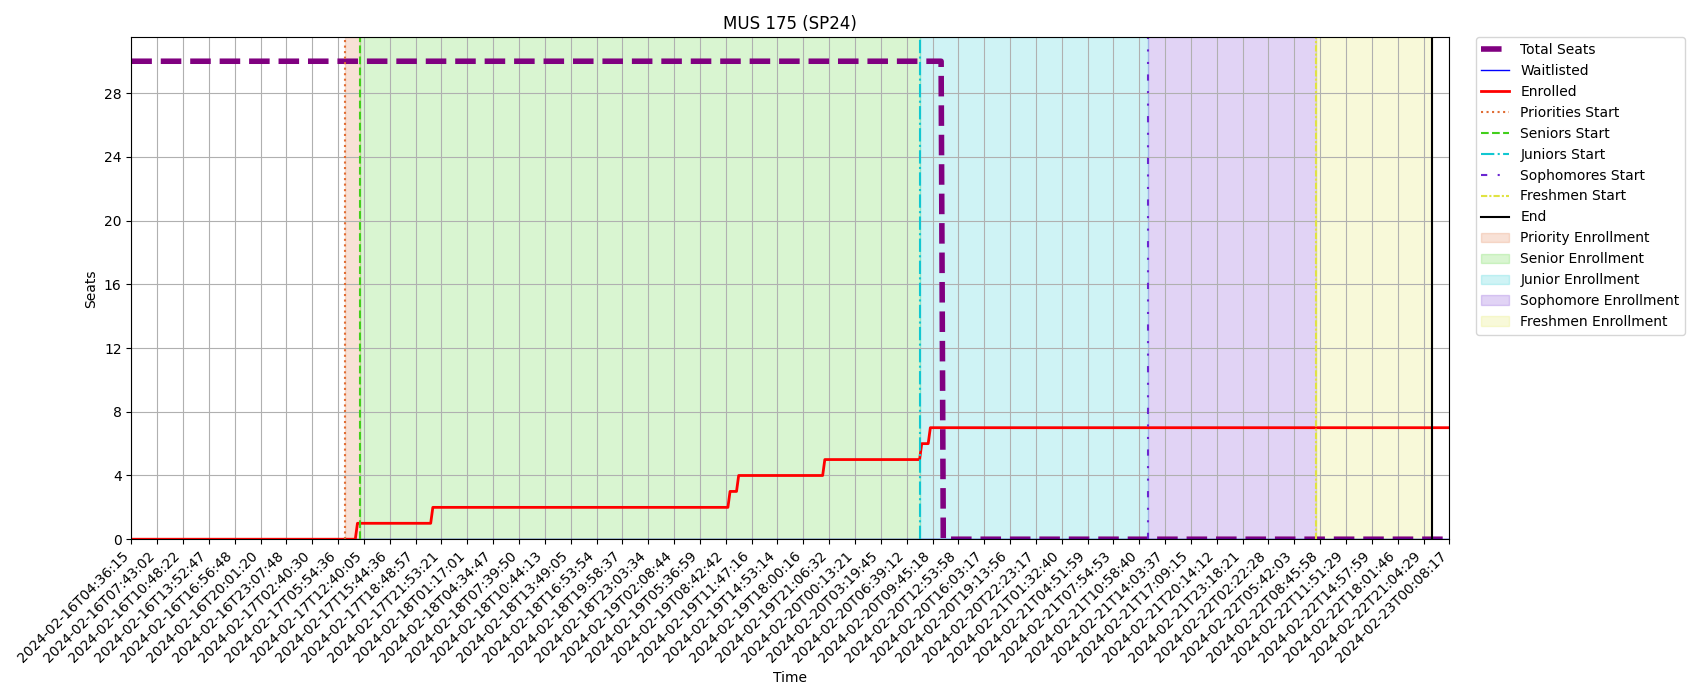 MUS 175 (SP24)
Seats
28
24
20
16
12
8
4
0
2024-02-16T04:36:15
2024-02-16T07:43:02
2024-02-16T10:48:22
2024-02-16T13:52:47
2024-02-16T16:56:48
2024-02-16T20:01:20
2024-02-16T23:07:48
2024-02-17T02:40:30
2024-02-17T05:54:36
2024-02-17T12:40:05
2024-02-17T15:44:36
2024-02-17T18:48:57
2024-02-17T21:53:21
2024-02-18T01:17:01
2024-02-18T04:34:47
2024-02-18T07:39:50
2024-02-18T10:44:13
2024-02-18T13:49:05
2024-02-18T16:53:54
2024-02-18T19:58:37
2024-02-18T23:03:34
2024-02-19T02:08:44
2024-02-19T05:36:59
2024-02-19T08:42:42
2024-02-19T11:47:16
2024-02-19T14:53:14
2024-02-19T18:00:16
2024-02-19T21:06:32
2024-02-20T00:13:21
2024-02-20T03:19:45
2024-02-20T06:39:12
2024-02-20T09:45:18
2024-02-20T12:53:58
2024-02-20T16:03:17
2024-02-20T19:13:56
2024-02-20T22:23:17
2024-02-21T01:32:40
2024-02-21T04:51:59
2024-02-21T07:54:53
2024-02-21T10:58:40
2024-02-21T14:03:37
2024-02-21T17:09:15
2024-02-21T20:14:12
2024-02-21T23:18:21
2024-02-22T02:22:28
2024-02-22T05:42:03
2024-02-22T08:45:58
2024-02-22T11:51:29
2024-02-22T14:57:59
2024-02-22T18:01:46
2024-02-22T21:04:29
2024-02-23T00:08:17
Time
Total Seats
Waitlisted
Enrolled
Priorities Start
Seniors Start
Juniors Start
Sophomores Start
Freshmen Start
End
Priority Enrollment
Senior Enrollment
Junior Enrollment
Sophomore Enrollment
Freshmen Enrollment